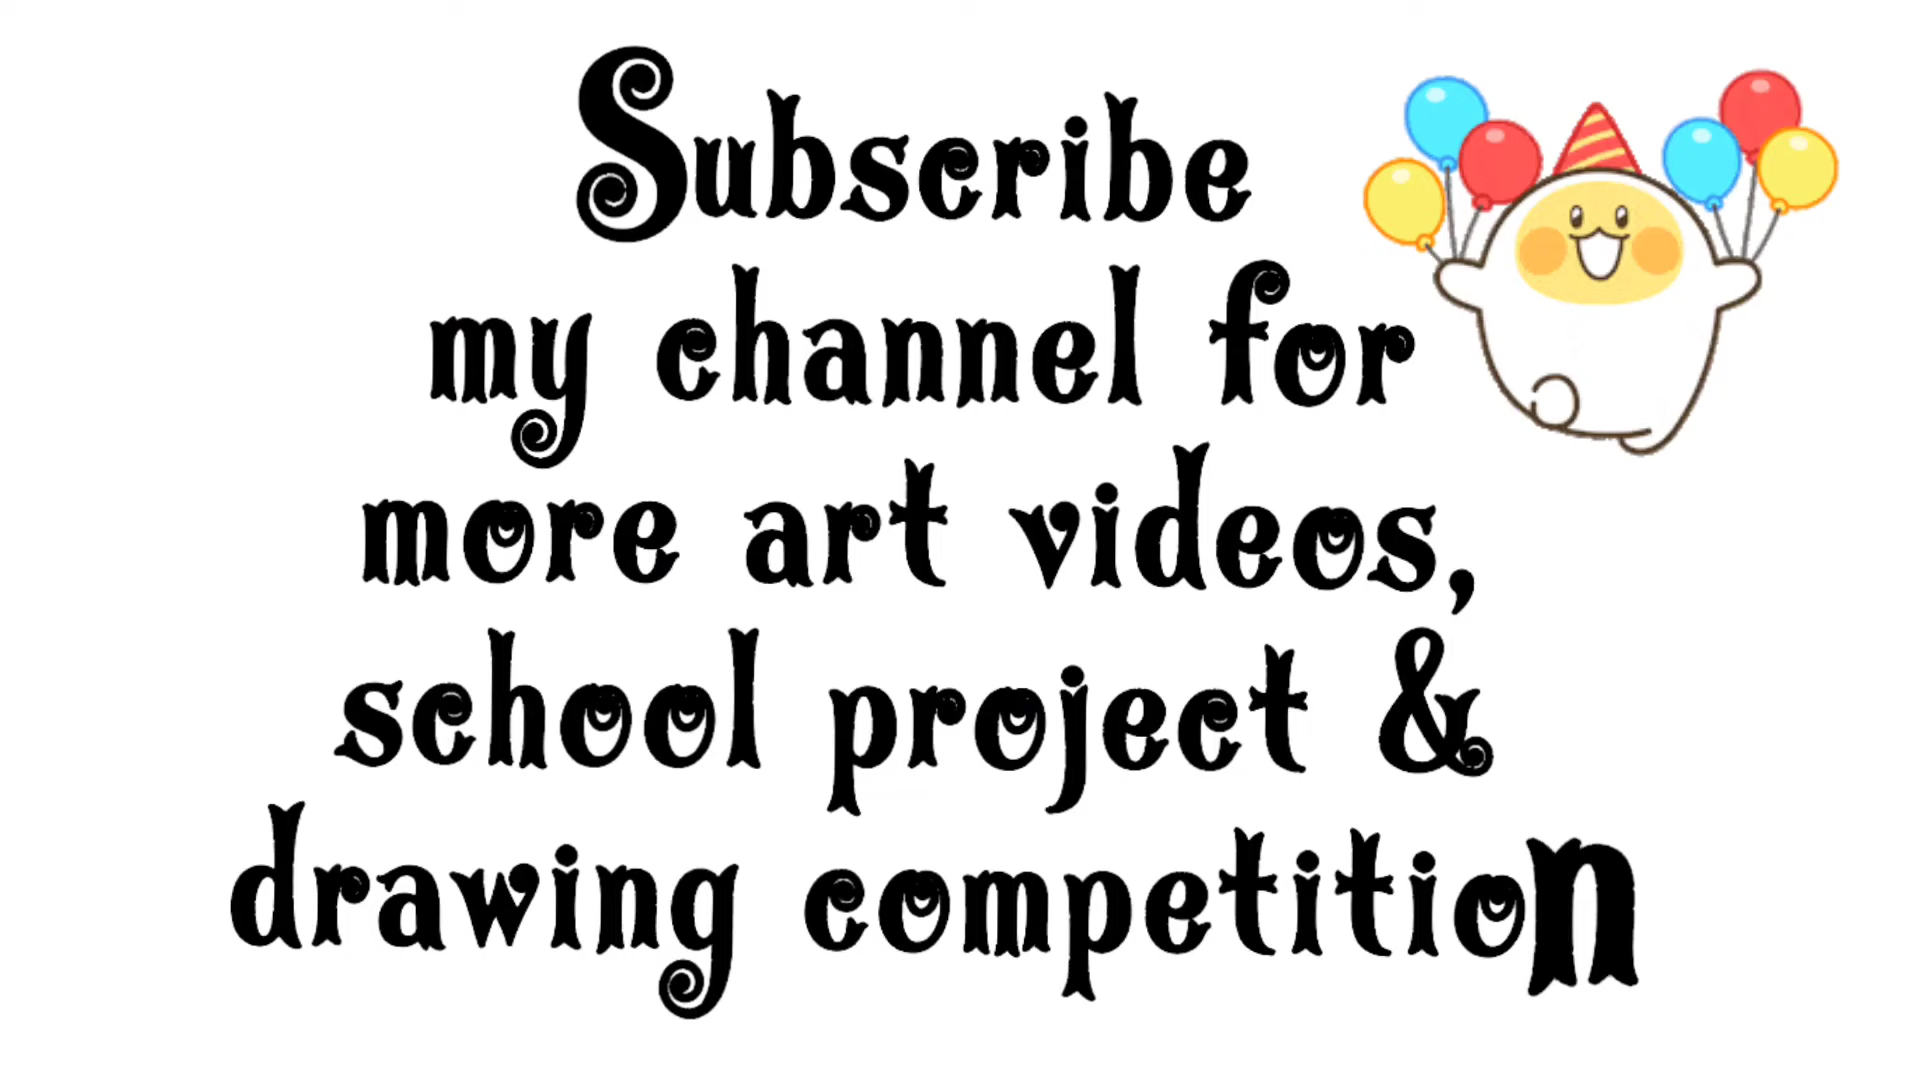 Subscribe
my channel for
more art videos,
school project &
drawing competition